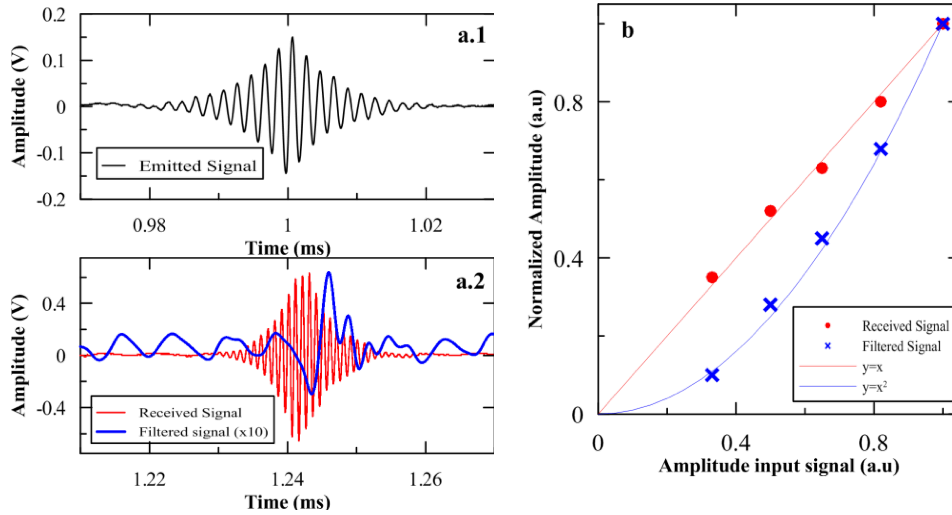 a.1
Amplitude (V)
0.2
0.1
0
-0.1
-0.2
Emitted Signal
0.98
1
1.02
Time (ms)
a.2
Amplitude (V)
0.4
0
-0.4
Received Signal
Filtered signal (x10)
1.22
1.24
1.26
Time (ms)
b
Normalized Amplitude (a.u)
0.8
0.4
0
Received Signal
Filtered Signal
y=x
y=x²
0
0.4
0.8
Amplitude input signal (a.u)